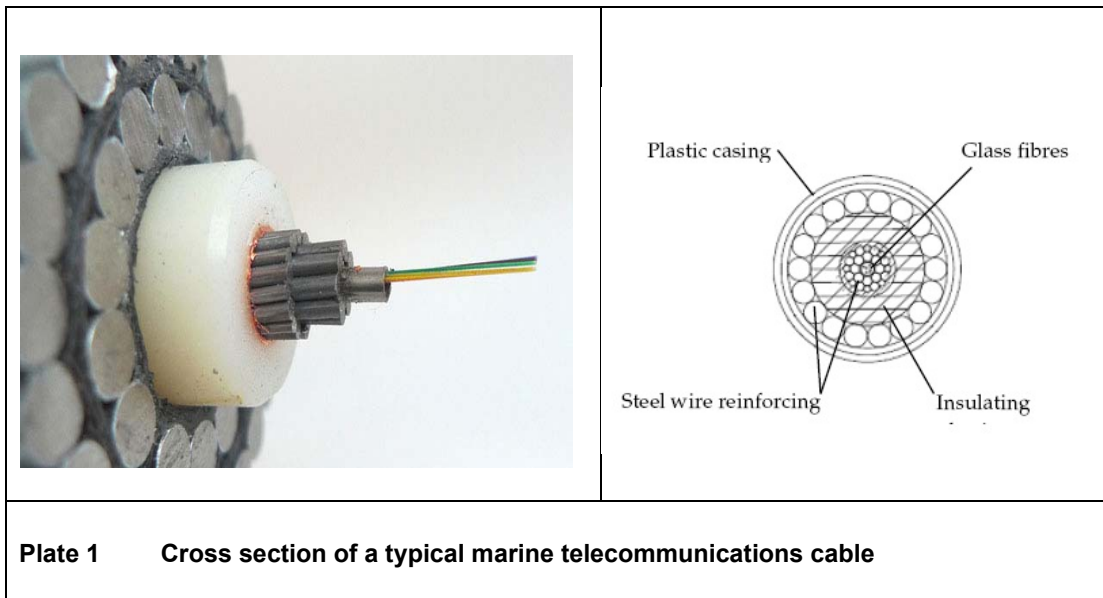 Plastic casing
Glass fibres
Steel wire reinforcing
Insulating
Plate 1 Cross section of a typical marine telecommunications cable